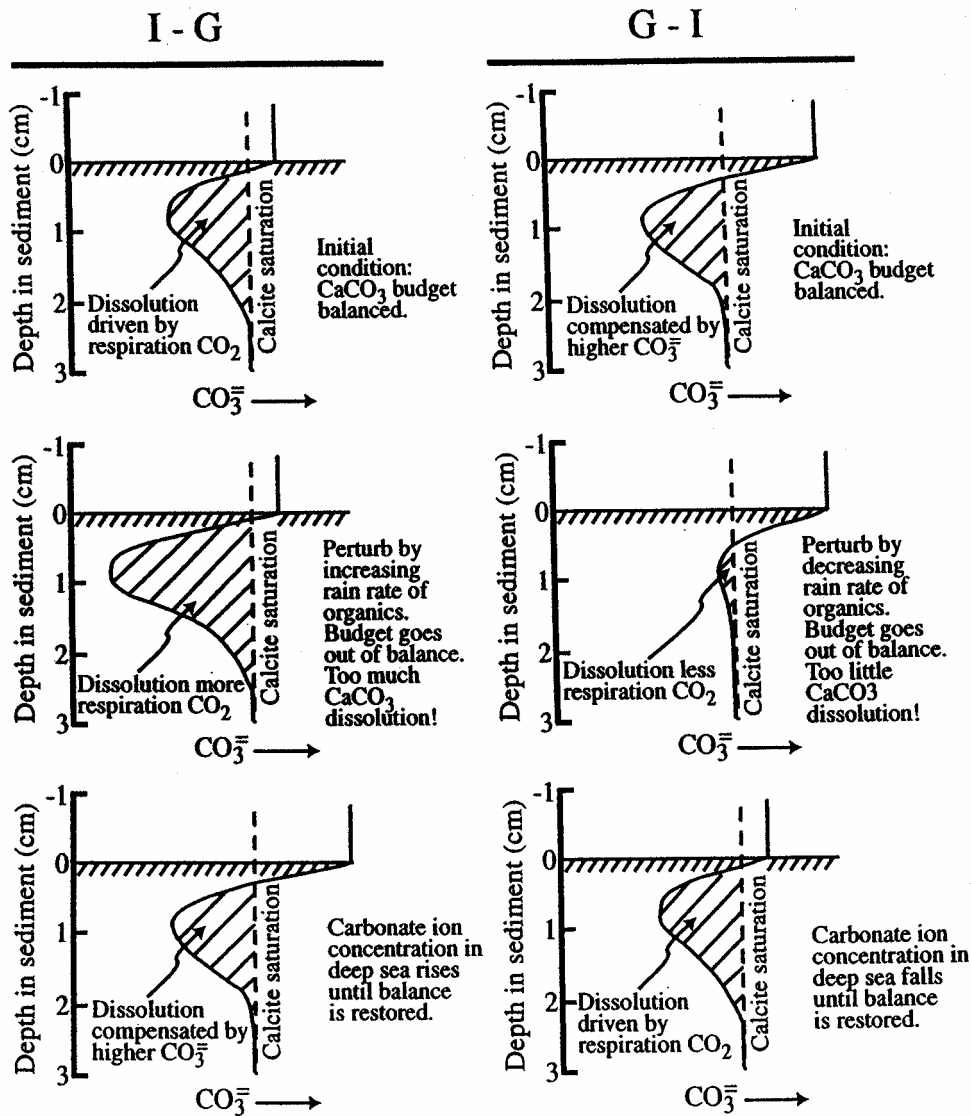 I - G
Depth in sediment (cm)
-1
0
1
2
3
Calcite saturation
Dissolution
driven by
respiration CO2
Initial
condition:
CaCO3 budget
balanced.
CO3=
G - I
Depth in sediment (cm)
-1
0
1
2
3
Calcite saturation
Dissolution
compensated by
higher CO3=
Initial
condition:
CaCO3 budget
balanced.
CO3=
Depth in sediment (cm)
-1
0
1
2
3
Calcite saturation
Dissolution more
respiration CO2
Perturb by
increasing
rain rate of
organics.
Budget goes
out of balance.
Too much
CaCO3
dissolution!
CO3=
Depth in sediment (cm)
-1
0
1
2
3
Calcite saturation
Dissolution less
respiration CO2
Perturb by
decreasing
rain rate of
organics.
Budget goes
out of balance.
Too little
CaCO3
dissolution!
CO3=
Depth in sediment (cm)
-1
0
1
2
3
Calcite saturation
Dissolution
compensated by
higher CO3=
Carbonate ion
concentration in
deep sea rises
until balance
is restored.
CO3=
Depth in sediment (cm)
-1
0
1
2
3
Calcite saturation
Dissolution
driven by
respiration CO2
Carbonate ion
concentration in
deep sea falls
until balance
is restored.
CO3=